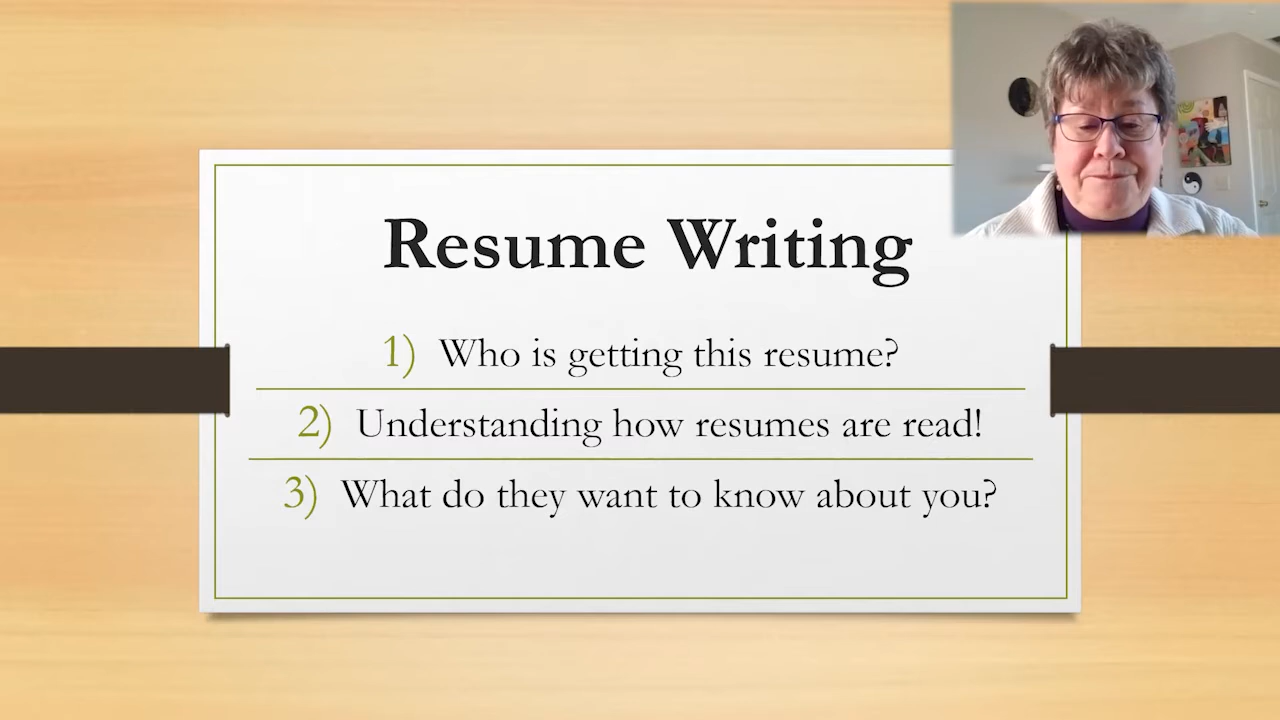 Resume Writing
1) Who is getting this resume?
2) Understanding how resumes are read!
3) What do they want to know about you?